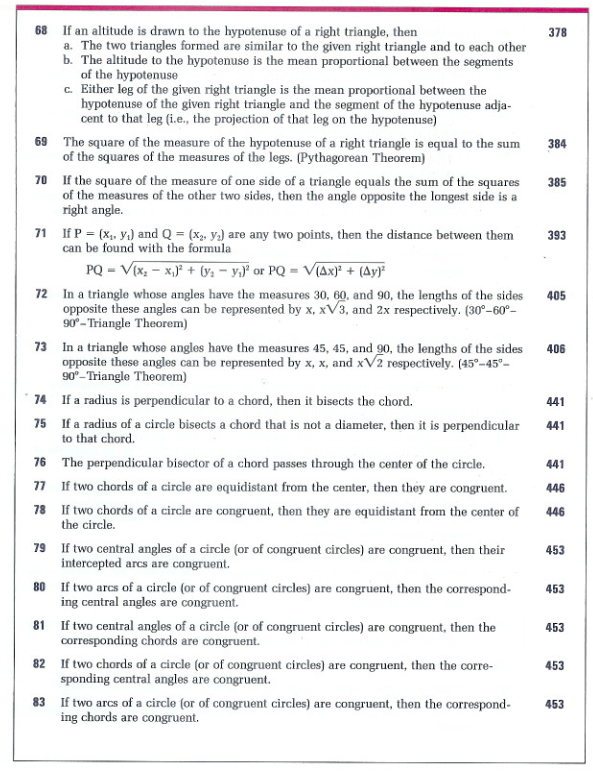 68 If an altitude is drawn to the hypotenuse of a right triangle, then 378
a. The two triangles formed are similar to the given right triangle and to each other
b. The altitude to the hypotenuse is the mean proportional between the segments
of the hypotenuse
c. Either leg of the given right triangle is the mean proportional between the
hypotenuse of the given right triangle and the segment of the hypotenuse adja-
cent to that leg (i.e., the projection of that leg on the hypotenuse)
69 The square of the measure of the hypotenuse of a right triangle is equal to the sum 384
of the squares of the measures of the legs. (Pythagorean Theorem)
70 If the square of the measure of one side of a triangle equals the sum of the squares 385
of the measures of the other two sides, then the angle opposite the longest side is a
right angle.
71 If P = (x₁, y₁) and Q = (x₂, y₂) are any two points, then the distance between them 393
can be found with the formula
PQ = √(x₂ − x₁)² + (y₂ − y₁)² or PQ = √(Δx)² + (Δy)²
72 In a triangle whose angles have the measures 30, 60, and 90, the lengths of the sides 405
opposite these angles can be represented by x, x√3, and 2x respectively. (30°–60°–
90°–Triangle Theorem)
73 In a triangle whose angles have the measures 45, 45, and 90, the lengths of the sides 406
opposite these angles can be represented by x, x, and x√2 respectively. (45°–45°–
90°–Triangle Theorem)
74 If a radius is perpendicular to a chord, then it bisects the chord. 441
75 If a radius of a circle bisects a chord that is not a diameter, then it is perpendicular 441
to that chord.
76 The perpendicular bisector of a chord passes through the center of the circle. 441
77 If two chords of a circle are equidistant from the center, then they are congruent. 446
78 If two chords of a circle are congruent, then they are equidistant from the center of 446
the circle.
79 If two central angles of a circle (or of congruent circles) are congruent, then their 453
intercepted arcs are congruent.
80 If two arcs of a circle (or of congruent circles) are congruent, then the correspond- 453
ing central angles are congruent.
81 If two central angles of a circle (or of congruent circles) are congruent, then the 453
corresponding chords are congruent.
82 If two chords of a circle (or of congruent circles) are congruent, then the corre- 453
sponding central angles are congruent.
83 If two arcs of a circle (or of congruent circles) are congruent, then the correspond- 453
ing chords are congruent.